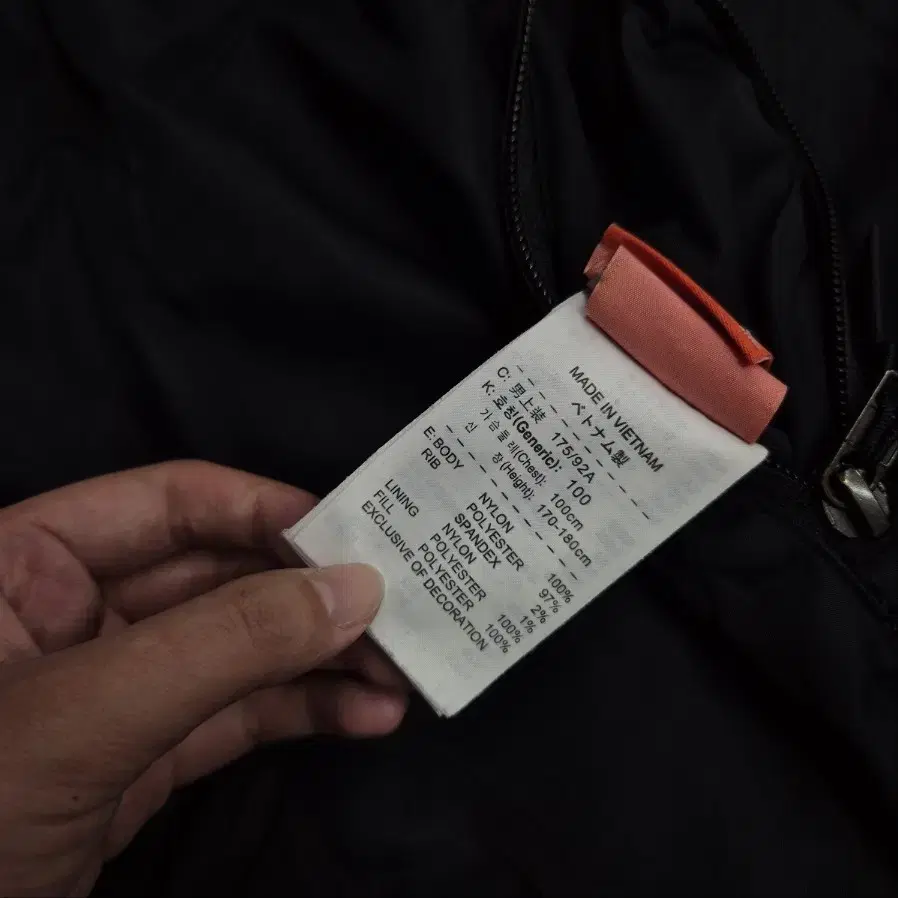 MADE IN VIETNAM
ベトナム製
C: 男上装 175/92A
K: 호칭(Generic): 100
가슴둘레(Chest): 100cm
신 장(Height): 170-180cm
E:BODY NYLON 100%
RIB POLYESTER 97%
SPANDEX 2%
NYLON 1%
LINING POLYESTER 100%
FILL POLYESTER 100%
EXCLUSIVE OF DECORATION